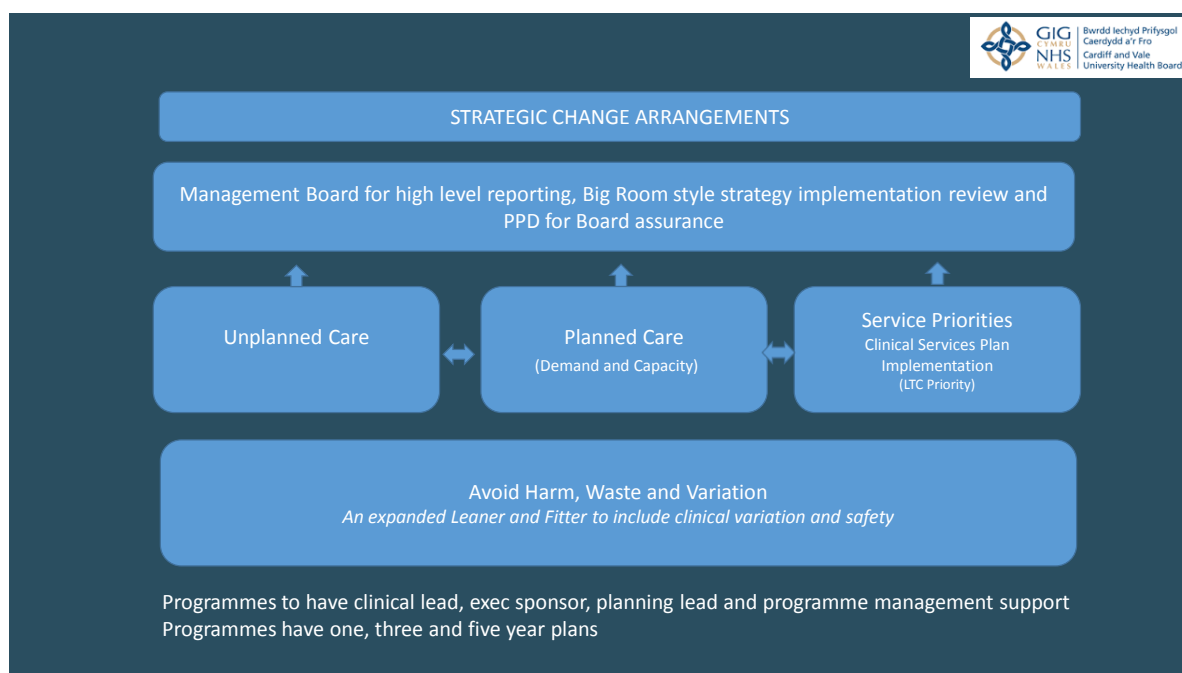 GIG
CYMRU
NHS
WALES
Bwrdd Iechyd Prifysgol
Caerdydd a'r Fro
Cardiff and Vale
University Health Board
STRATEGIC CHANGE ARRANGEMENTS
Management Board for high level reporting, Big Room style strategy implementation review and
PPD for Board assurance
Unplanned Care
Planned Care
(Demand and Capacity)
Service Priorities
Clinical Services Plan
Implementation
(LTC Priority)
Avoid Harm, Waste and Variation
An expanded Leaner and Fitter to include clinical variation and safety
Programmes to have clinical lead, exec sponsor, planning lead and programme management support
Programmes have one, three and five year plans